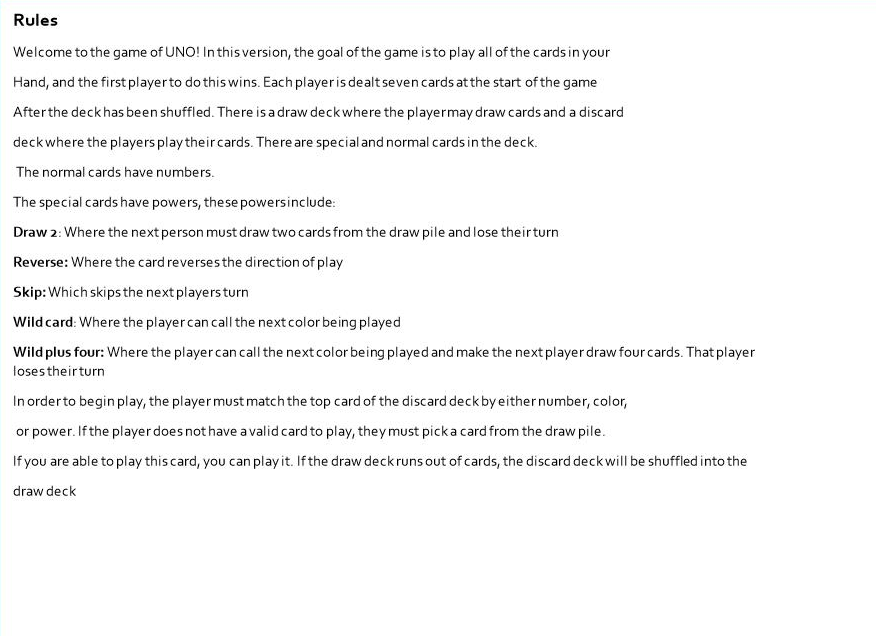 Rules
Welcome to the game of UNO! In this version, the goal of the game is to play all of the cards in your
Hand, and the first player to do this wins. Each player is dealt seven cards at the start of the game
After the deck has been shuffled. There is a draw deck where the player may draw cards and a discard
deck where the players play their cards. There are special and normal cards in the deck.
The normal cards have numbers.
The special cards have powers, these powers include:
Draw 2: Where the next person must draw two cards from the draw pile and lose their turn
Reverse: Where the card reverses the direction of play
Skip: Which skips the next players turn
Wild card: Where the player can call the next color being played
Wild plus four: Where the player can call the next color being played and make the next player draw four cards. That player
loses their turn
In order to begin play, the player must match the top card of the discard deck by either number, color,
or power. If the player does not have a valid card to play, they must pick a card from the draw pile.
If you are able to play this card, you can play it. If the draw deck runs out of cards, the discard deck will be shuffled into the
draw deck